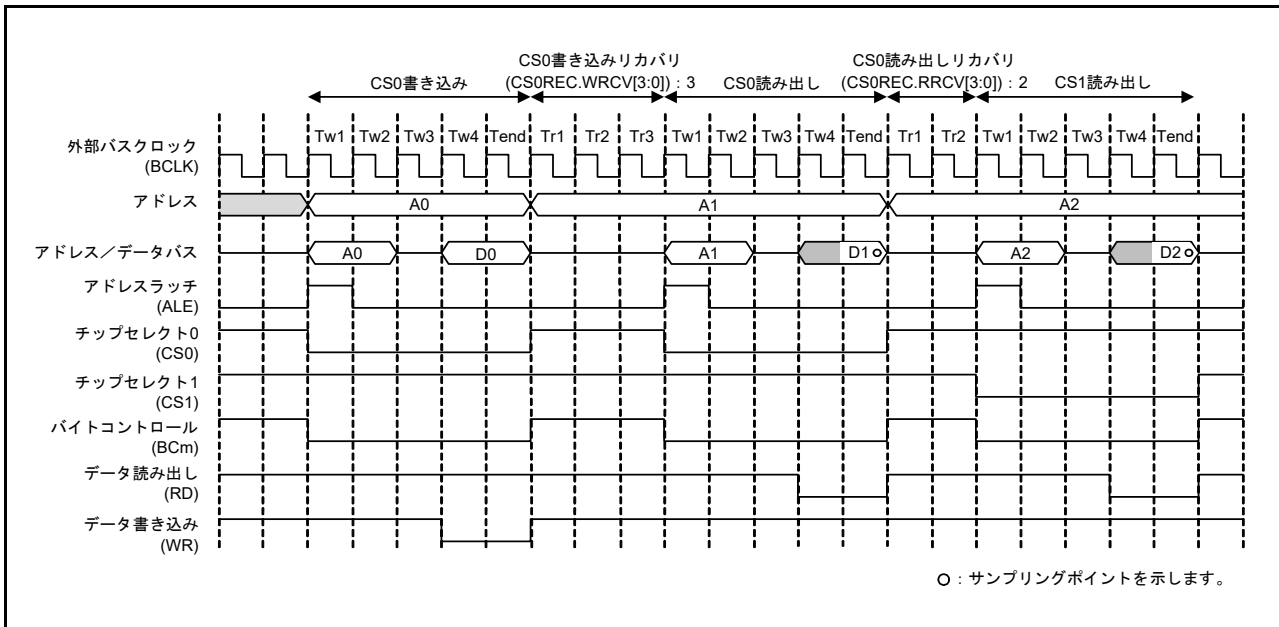 CS0書き込みリカバリ
CS0読み出しリカバリ
CS0書き込み
(CS0REC.WRCV[3:0]):3
CS0読み出し
(CS0REC.RRCV[3:0]):2
CS1読み出し
Tw1 Tw2 Tw3 Tw4 Tend Tr1 Tr2 Tr3 Tw1 Tw2 Tw3 Tw4 Tend Tr1 Tr2 Tw1 Tw2 Tw3 Tw4 Tend
外部バスクロック
(BCLK)
アドレス
A0 A1 A2
アドレス/データバス
A0 D0 A1 D1 A2 D2
アドレスラッチ
(ALE)
チップセレクト0
(CS0)
チップセレクト1
(CS1)
バイトコントロール
(BCm)
データ読み出し
(RD)
データ書き込み
(WR)
:サンプリングポイントを示します。